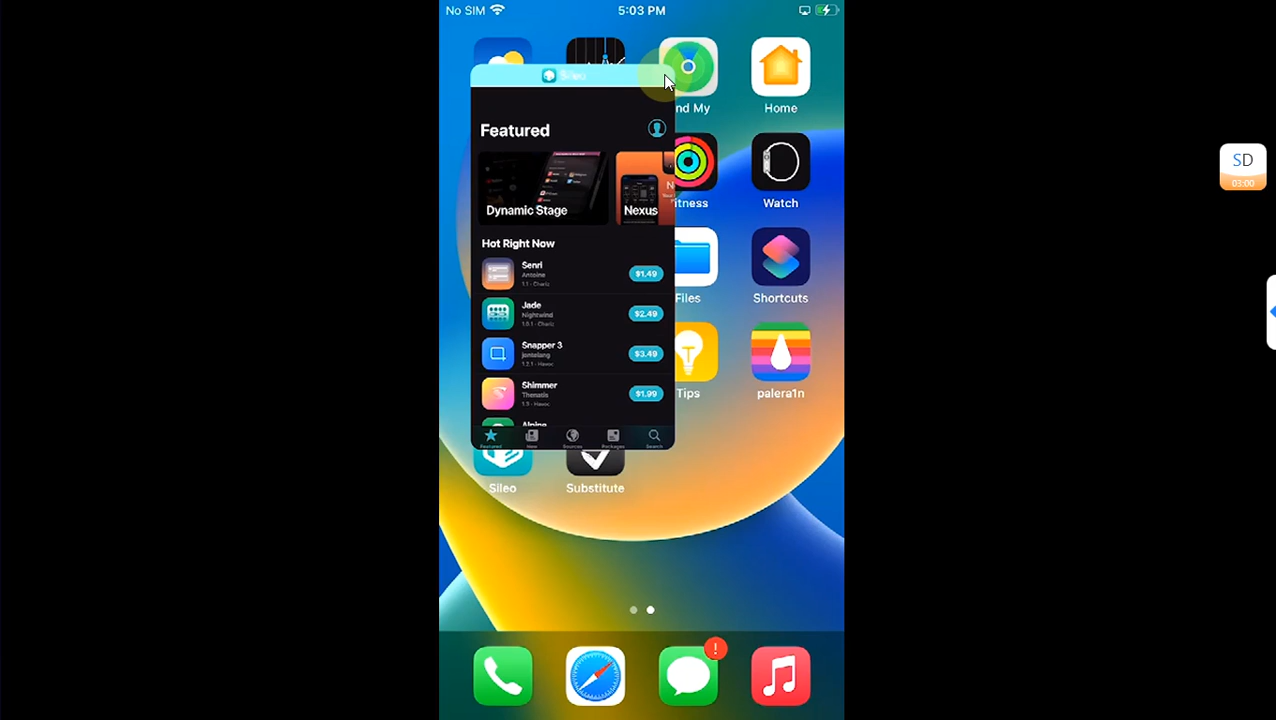 No SIM
5:03 PM
SD
03:00
Sileo
nd My
Home
Featured
Dynamic Stage
Nexus
itness
Watch
Hot Right Now
Senri
Antoine
1.1 · Chariz
$1.49
Jade
Nightwind
1.0.1 · Chariz
$2.49
Files
Shortcuts
Snapper 3
jontelang
1.2.1 · Havoc
$3.49
Shimmer
Thenatis
1.3 · Havoc
$1.99
Tips
palera1n
Alpine
Featured
New
Sources
Packages
Search
Sileo
Substitute
!